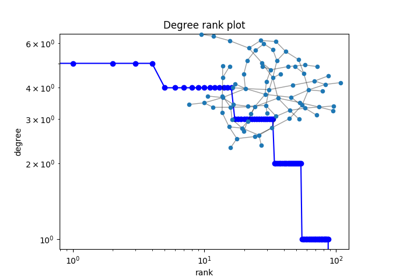 Degree rank plot
6 × 10⁰
4 × 10⁰
3 × 10⁰
2 × 10⁰
10⁰
degree
10⁰
10¹
10²
rank